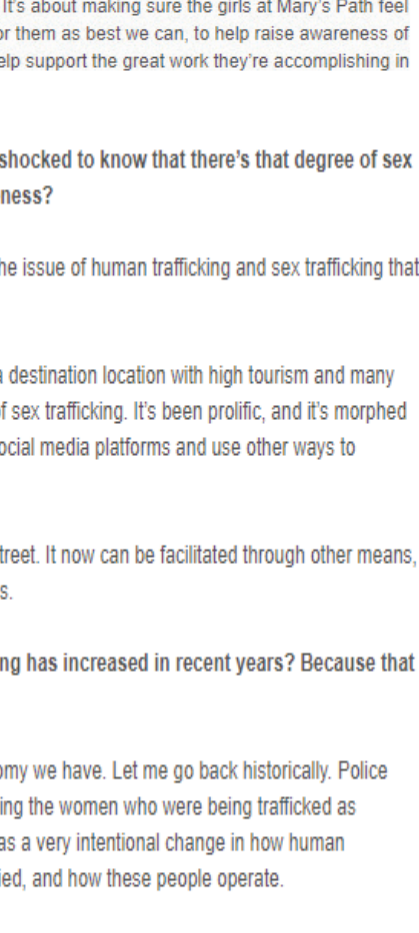 It's about making sure the girls at Mary's Path feel
or them as best we can, to help raise awareness of
elp support the great work they're accomplishing in
shocked to know that there's that degree of sex
ness?
he issue of human trafficking and sex trafficking that
a destination location with high tourism and many
f sex trafficking. It's been prolific, and it's morphed
ocial media platforms and use other ways to
treet. It now can be facilitated through other means,
s.
ng has increased in recent years? Because that
omy we have. Let me go back historically. Police
ing the women who were being trafficked as
as a very intentional change in how human
ied, and how these people operate.